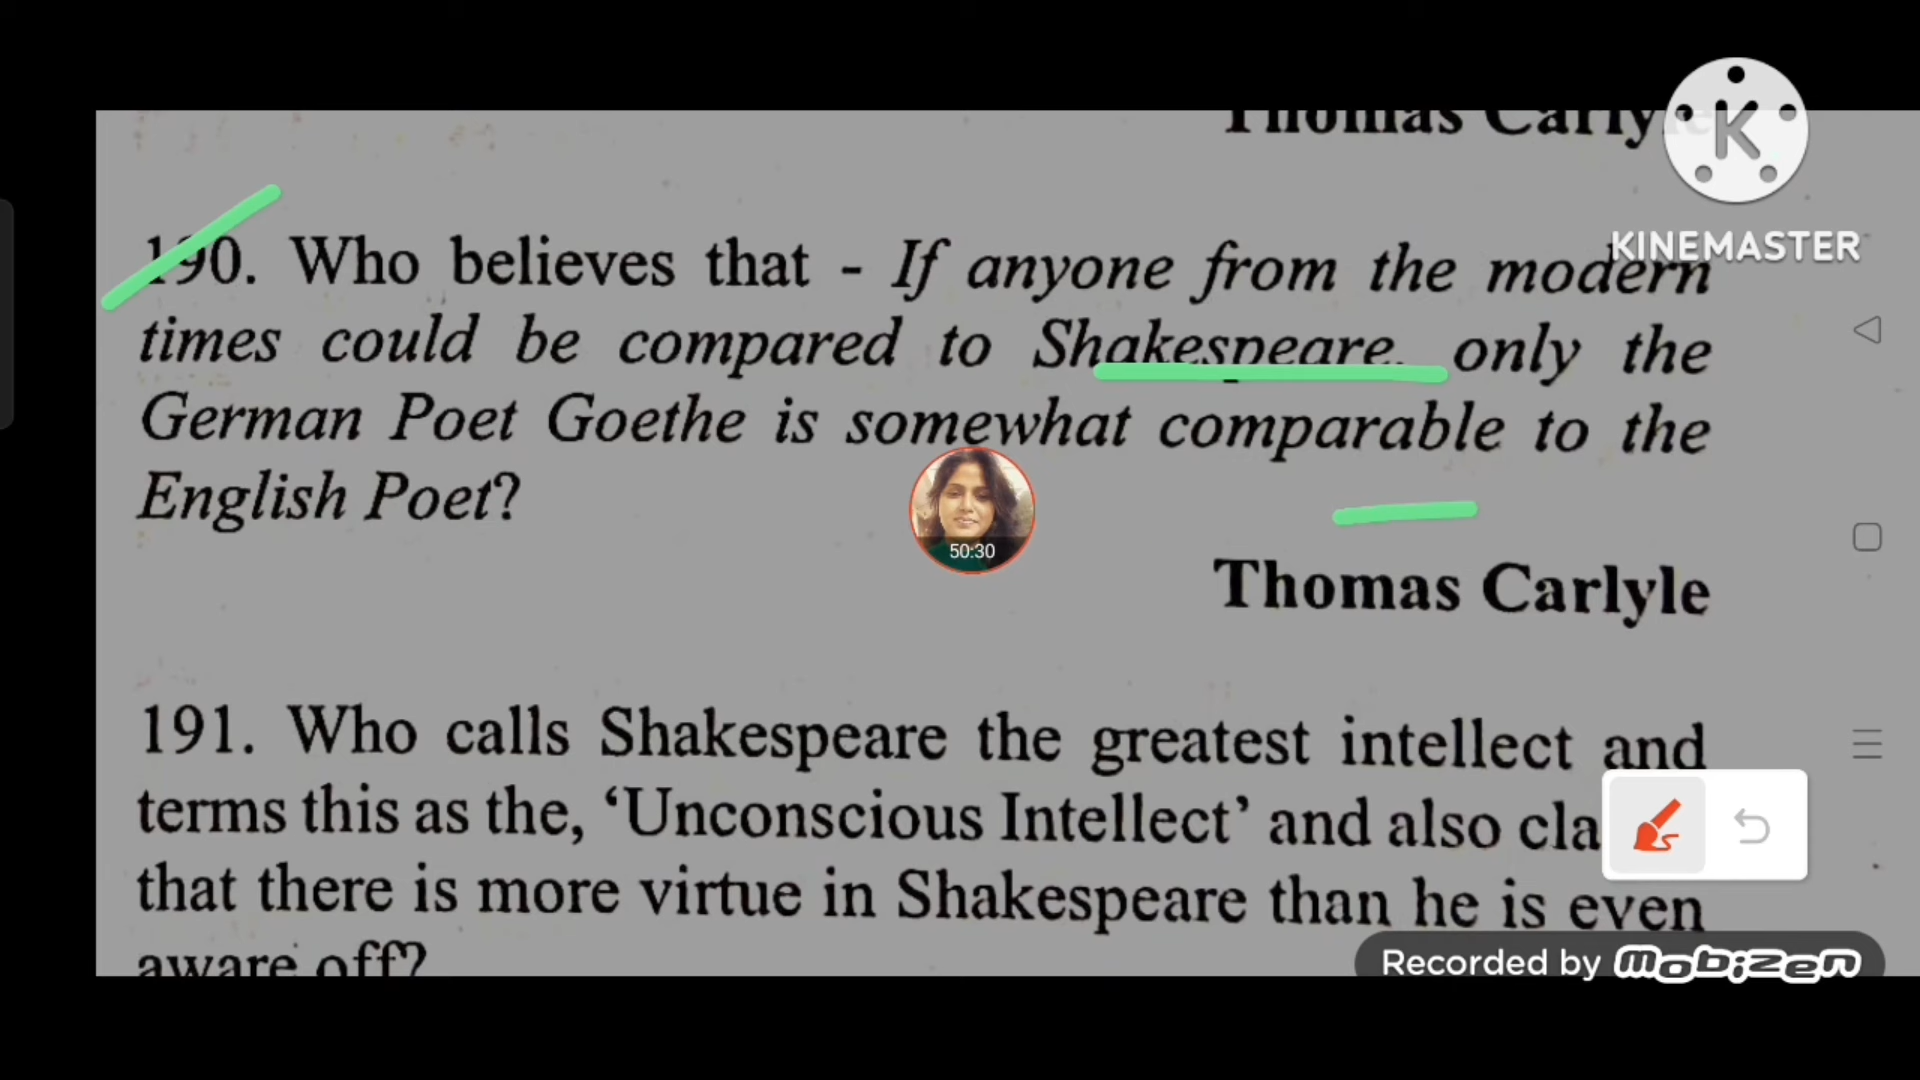 Thomas Carlyle
KINEMASTER
190. Who believes that - If anyone from the modern
times could be compared to Shakespeare, only the
German Poet Goethe is somewhat comparable to the
English Poet?
50:30
Thomas Carlyle
191. Who calls Shakespeare the greatest intellect and
terms this as the, ‘Unconscious Intellect’ and also cla
that there is more virtue in Shakespeare than he is even
aware off?
Recorded by mobizen